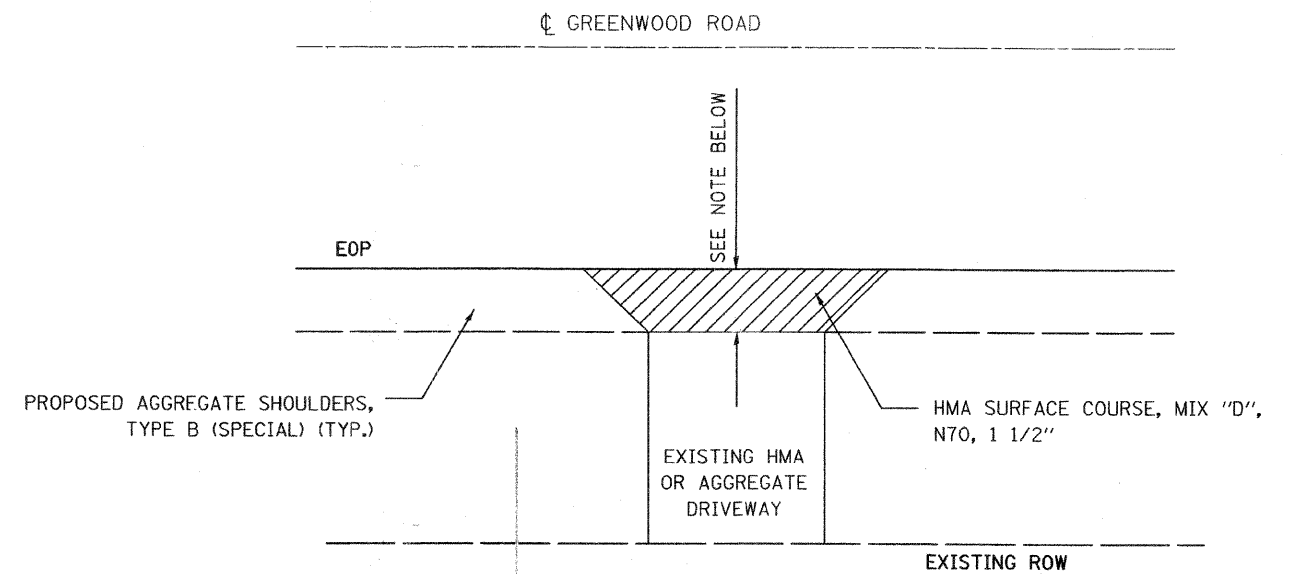 ℄ GREENWOOD ROAD
SEE NOTE BELOW
EOP
PROPOSED AGGREGATE SHOULDERS,
TYPE B (SPECIAL) (TYP.)
HMA SURFACE COURSE, MIX "D",
N70, 1 1/2"
EXISTING HMA
OR AGGREGATE
DRIVEWAY
EXISTING ROW